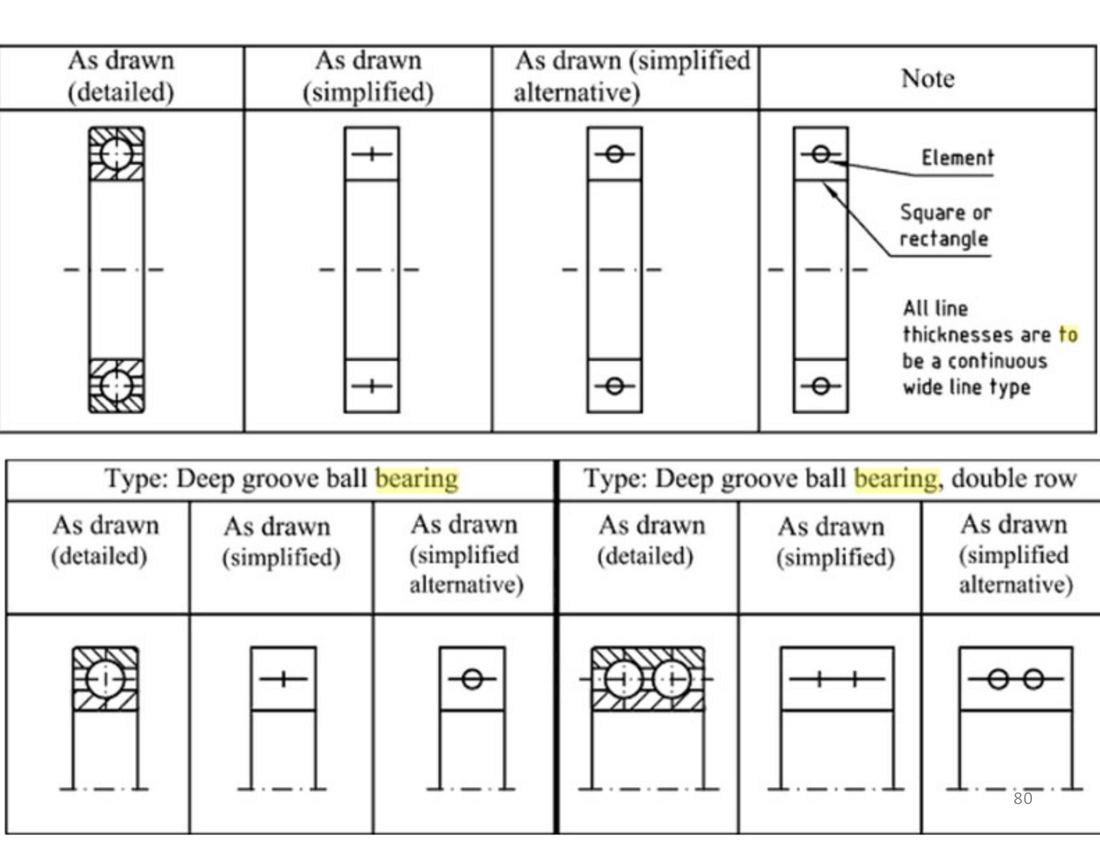 As drawn
(detailed)
As drawn
(simplified)
As drawn (simplified
alternative)
Note
Element
Square or
rectangle
All line
thicknesses are to
be a continuous
wide line type
Type: Deep groove ball bearing
Type: Deep groove ball bearing, double row
As drawn
(detailed)
As drawn
(simplified)
As drawn
(simplified
alternative)
As drawn
(detailed)
As drawn
(simplified)
As drawn
(simplified
alternative)
80